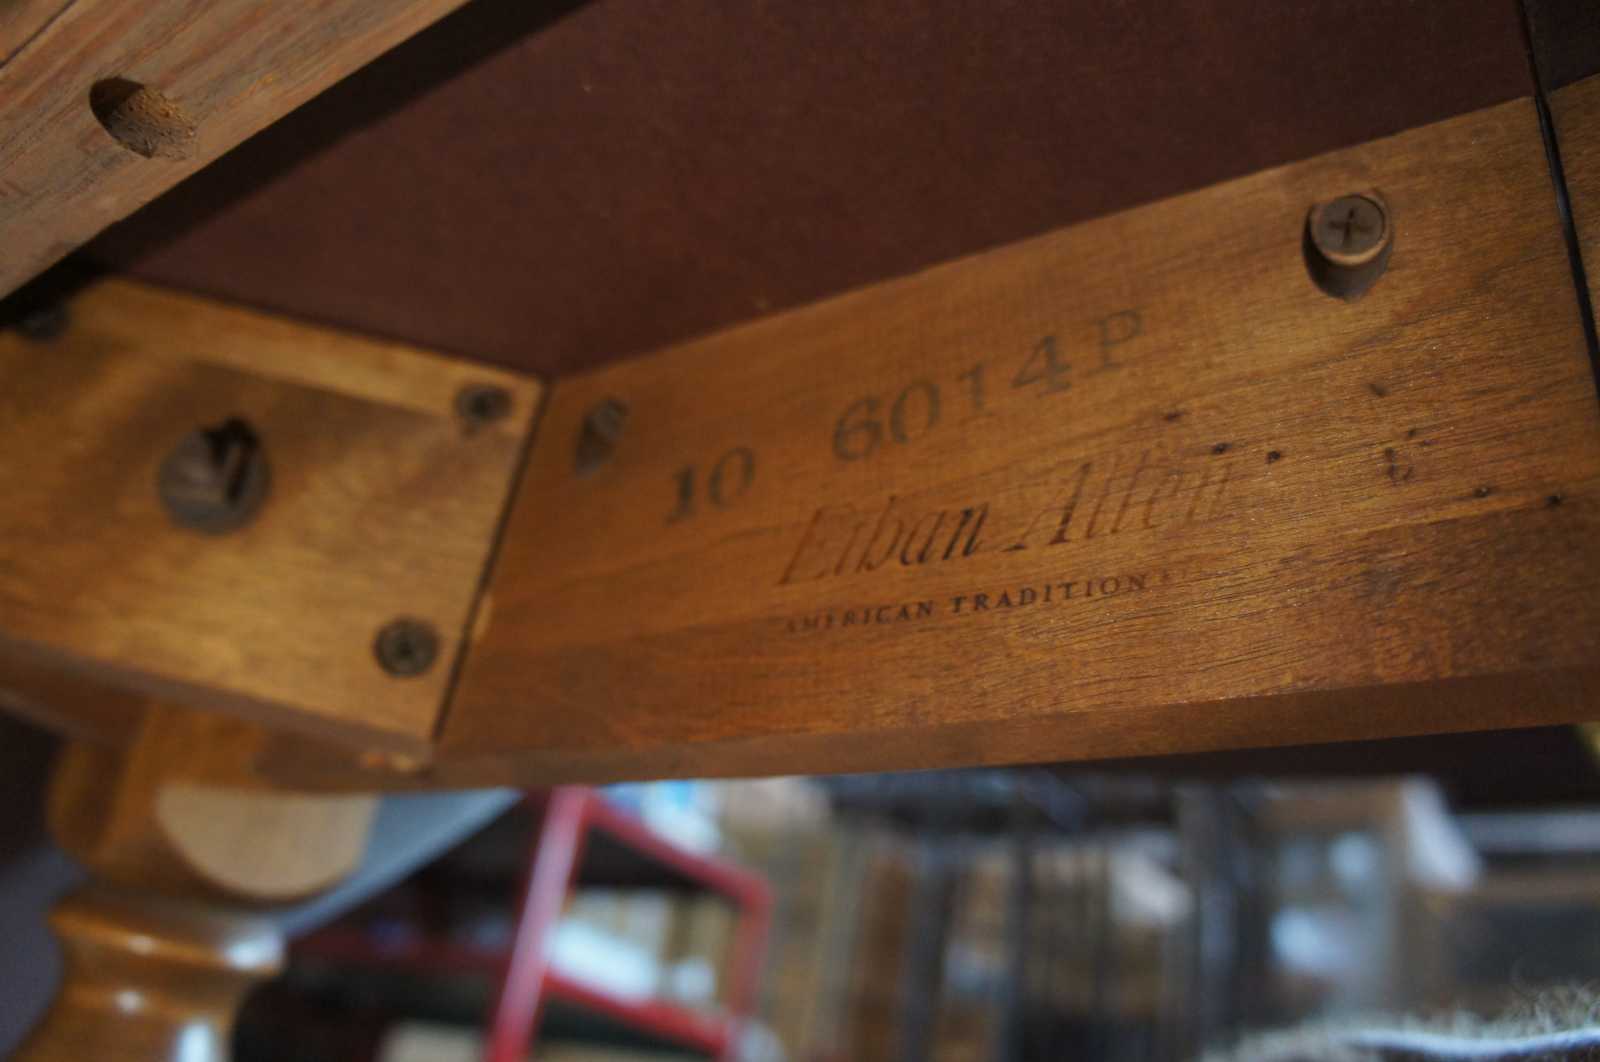 10 6014P
Ethan Allen
AMERICAN TRADITION